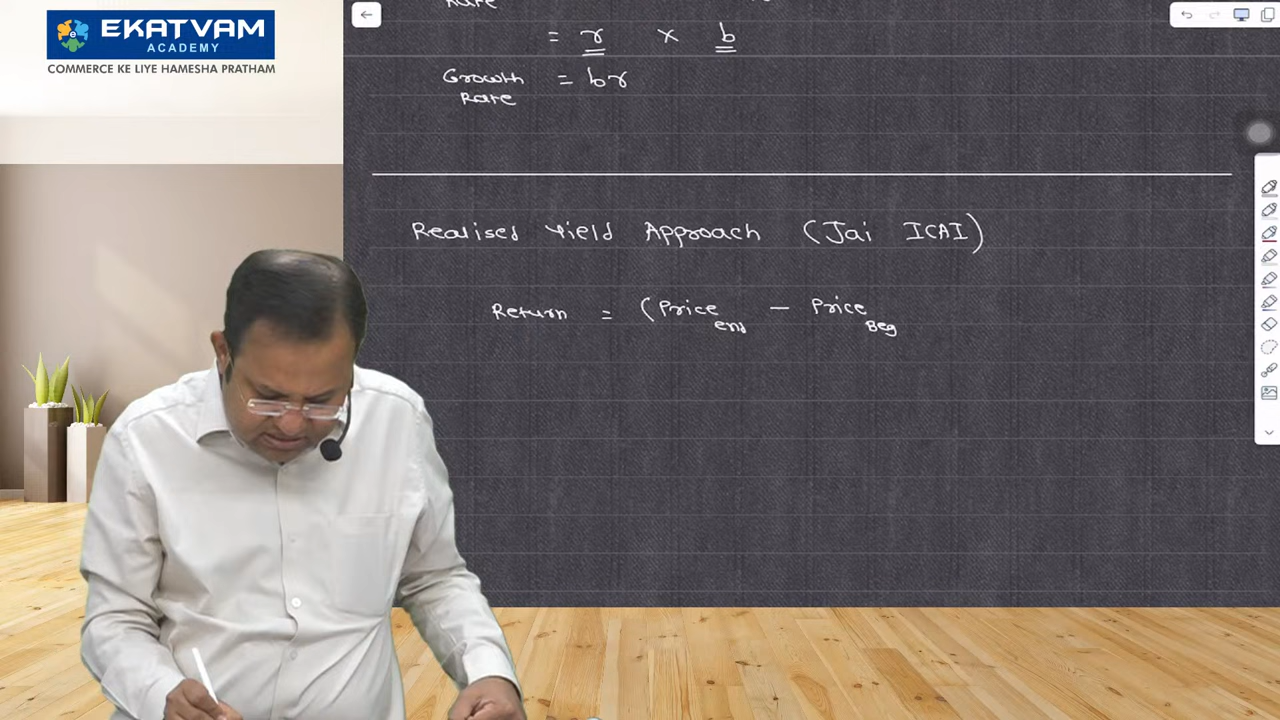 EKATVAM
ACADEMY
COMMERCE KE LIYE HAMESHA PRATHAM
= r × b
Growth Rate = br
Realised Yield Approach (Jai ICAI)
Return = (Price end − Price Beg